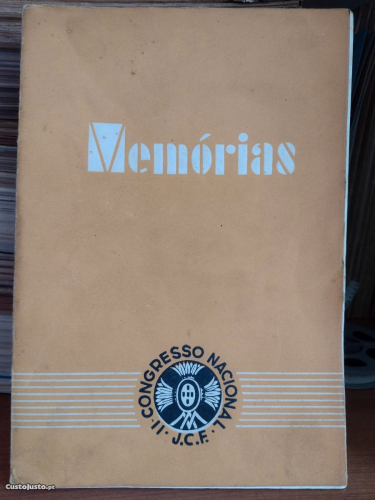 Memórias
II · CONGRESSO NACIONAL · J.C.F. ·
CustoJusto.pt